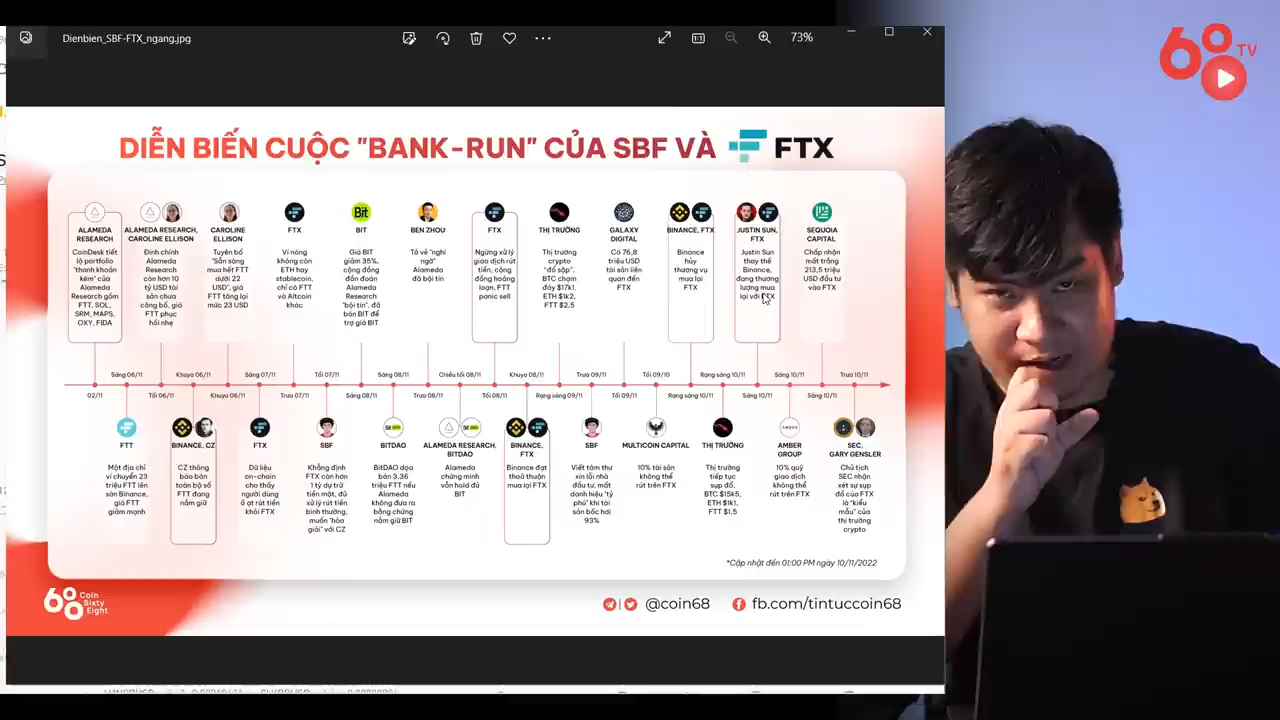 Dienbien_SBF-FTX_ngang.jpg
73%
68 TV
DIỄN BIẾN CUỘC "BANK-RUN" CỦA SBF VÀ FTX
ALAMEDA
RESEARCH
CoinDesk tiết
lộ portfolio
"thanh khoản
kém" của
Alameda
Research gồm
FTT, SOL,
SRM, MAPS,
OXY, FIDA
ALAMEDA RESEARCH,
CAROLINE ELLISON
Đính chính
Alameda
Research
còn hơn 10
tỷ USD tài
sản chưa
công bố, giá
FTT phục
hồi nhẹ
CAROLINE
ELLISON
Tuyên bố
"Sẵn sàng
mua hết FTT
dưới 22
USD", giá
FTT tăng lại
mức 23 USD
FTX
Ví nóng
không còn
ETH hay
stablecoin,
chỉ có FTT
và Altcoin
khác
Bit
BIT
Giá BIT
giảm 35%,
cộng đồng
đồn đoán
Alameda
Research
"bội tín", đã
bán BIT để
trợ giá BIT
BEN ZHOU
Tỏ vẻ "nghi
ngờ"
Alameda
đã bội tín
FTX
Ngừng xử lý
giao dịch rút
tiền, cộng
đồng hoảng
loạn, FTT
panic sell
THỊ TRƯỜNG
Thị trường
crypto
"đổ sập",
BTC chạm
đáy $17k1,
ETH $1k2,
FTT $2,5
GALAXY
DIGITAL
Có 76,8
triệu USD
tài sản liên
quan đến
FTX
BINANCE, FTX
Binance
hủy
thương vụ
mua lại
FTX
JUSTIN SUN,
FTX
Justin Sun
thay thế
Binance,
đang thương
lượng mua
lại với FTX
SEQUOIA
CAPITAL
Chấp nhận
mất trắng
213,5 triệu
USD đầu tư
vào FTX
Sáng 06/11 Khuya 06/11 Sáng 07/11 Tối 07/11 Sáng 08/11 Chiều tối 08/11 Khuya 08/11 Trưa 09/11 Tối 09/10 Rạng sáng 10/11 Sáng 10/11 Trưa 10/11
02/11 Tối 06/11 Khuya 06/11 Trưa 07/11 Sáng 08/11 Trưa 08/11 Tối 08/11 Rạng sáng 09/11 Tối 09/11 Rạng sáng 10/11 Sáng 10/11 Sáng 10/11
FTT
Một địa chỉ
ví chuyển 23
triệu FTT lên
sàn Binance,
giá FTT
giảm mạnh
BINANCE, CZ
CZ thông
báo bán
toàn bộ số
FTT đang
nắm giữ
FTX
Dữ liệu
on-chain
cho thấy
người dùng
ồ ạt rút tiền
khỏi FTX
SBF
Khẳng định
FTX còn hơn
1 tỷ dự trữ
tiền mặt, đủ
xử lý rút tiền
bình thường,
muốn "hòa
giải" với CZ
BITDAO
BitDAO dọa
bán 3,36
triệu FTT nếu
Alameda
không đưa ra
bằng chứng
nắm giữ BIT
ALAMEDA RESEARCH,
BITDAO
Alameda
chứng minh
vẫn hold đủ
BIT
BINANCE,
FTX
Binance đạt
thoả thuận
mua lại FTX
SBF
Viết tâm thư
xin lỗi nhà
đầu tư, mất
danh hiệu "tỷ
phú" khi tài
sản bốc hơi
93%
MULTICOIN CAPITAL
10% tài sản
không thể
rút trên FTX
THỊ TRƯỜNG
Thị trường
tiếp tục
sụp đổ,
BTC $15k5,
ETH $1k1,
FTT $1,5
AMBER
GROUP
10% quỹ
giao dịch
không thể
rút trên FTX
SEC,
GARY GENSLER
Chủ tịch
SEC nhận
xét sự sụp
đổ của FTX
là "kiểu
mẫu" của
thị trường
crypto
*Cập nhật đến 01:00 PM ngày 10/11/2022
68 Coin
Sixty
Eight
@coin68
fb.com/tintuccoin68